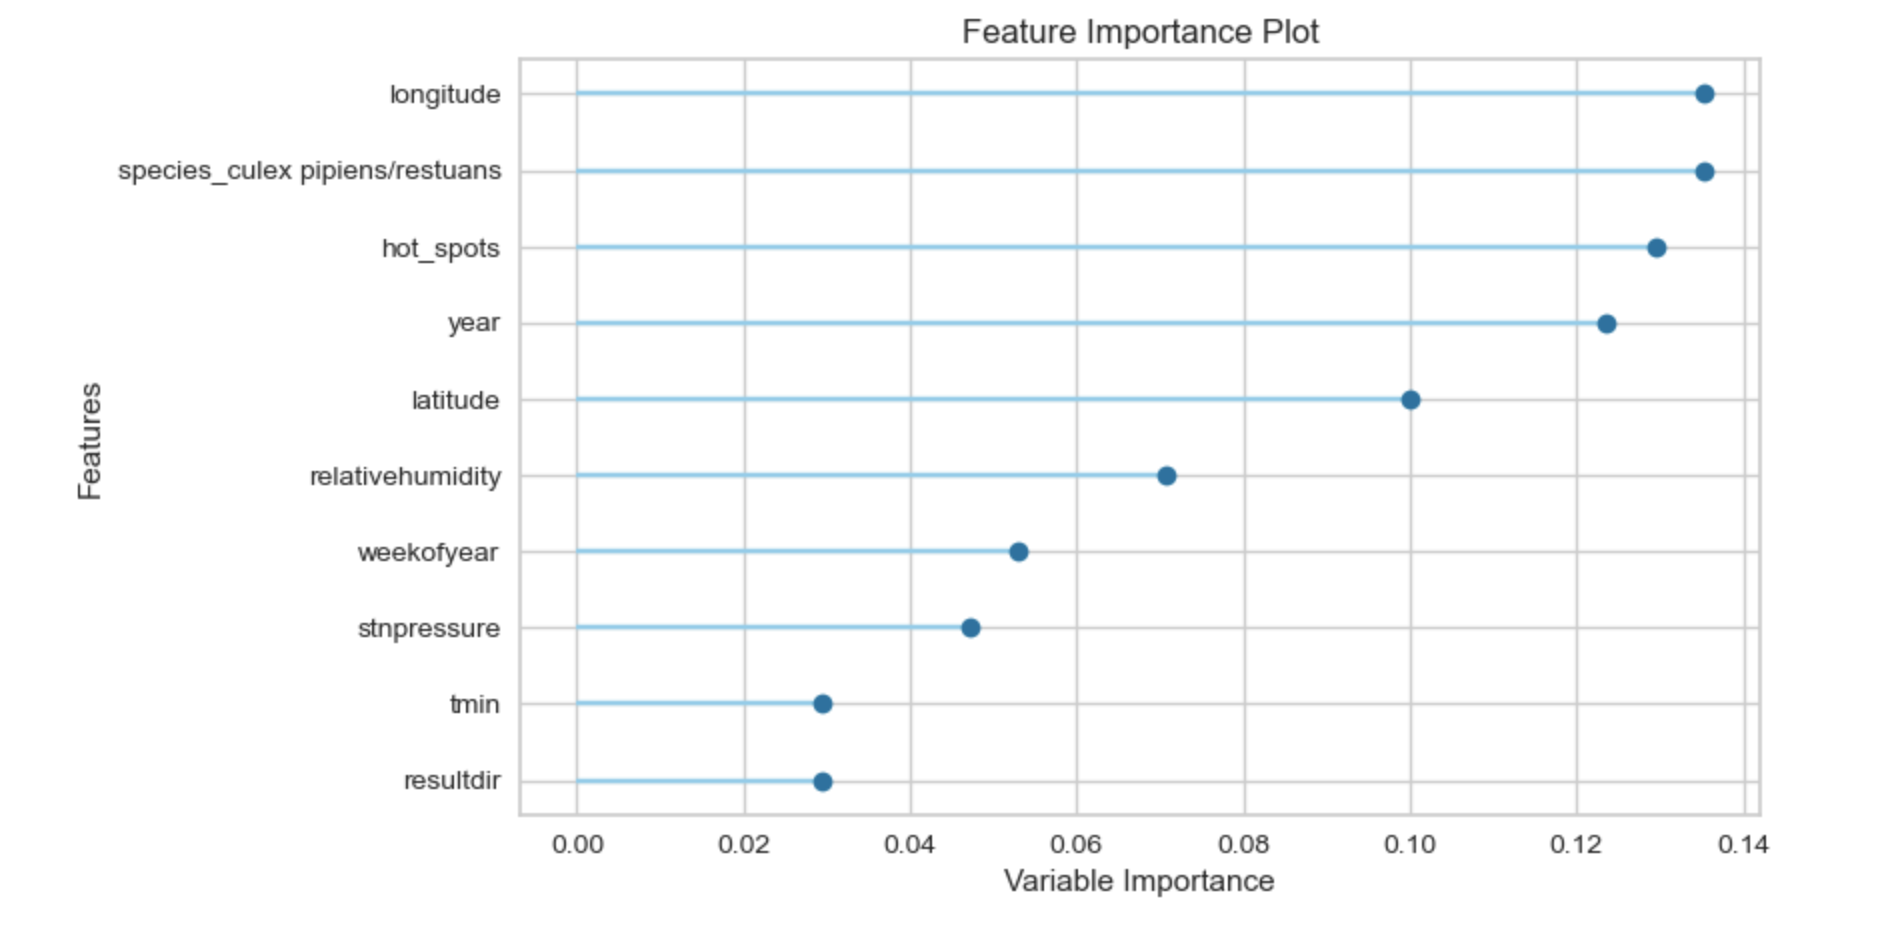 Feature Importance Plot
longitude
species_culex pipiens/restuans
hot_spots
year
latitude
relativehumidity
weekofyear
stnpressure
tmin
resultdir
Features
0.00 0.02 0.04 0.06 0.08 0.10 0.12 0.14
Variable Importance